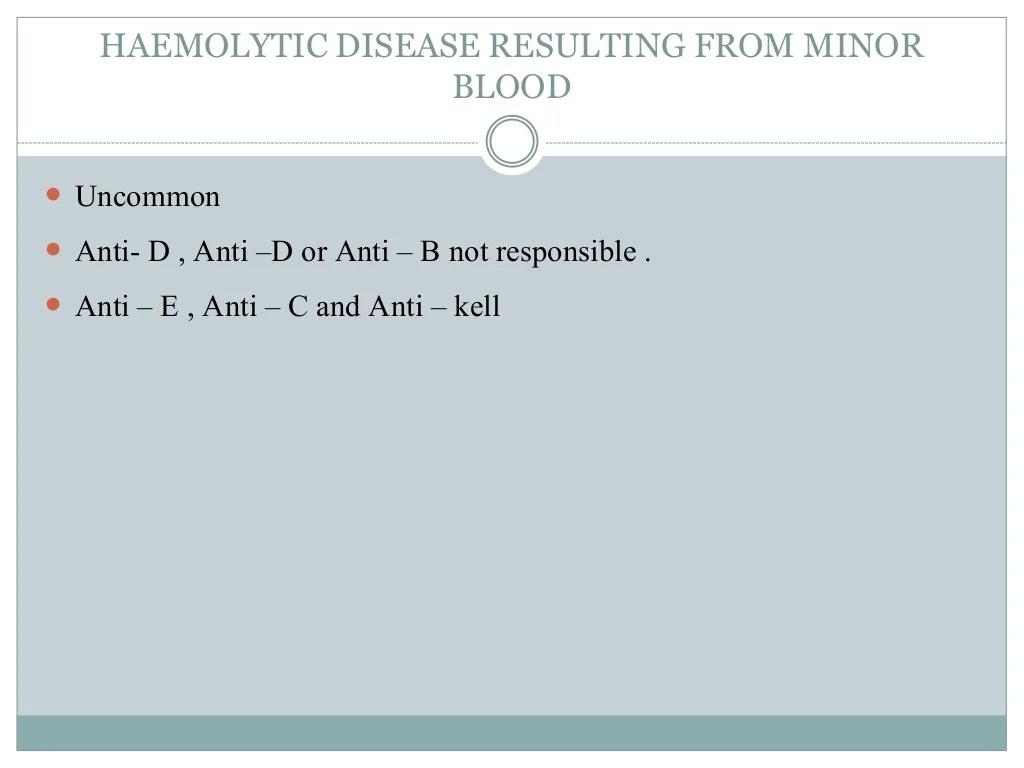 HAEMOLYTIC DISEASE RESULTING FROM MINOR
BLOOD
Uncommon
Anti- D , Anti –D or Anti – B not responsible .
Anti – E , Anti – C and Anti – kell